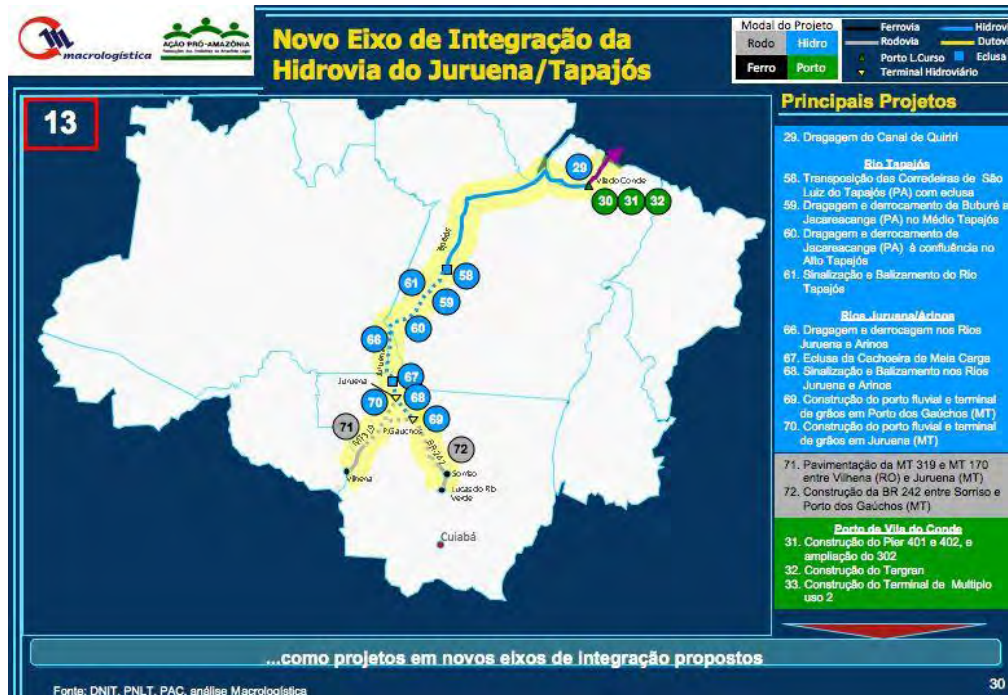 macrologística
AÇÃO PRÓ-AMAZÔNIA
Novo Eixo de Integração da
Hidrovia do Juruena/Tapajós
Modal do Projeto
Rodo
Hidro
Ferro
Porto
Ferrovia
Hidrovi
Rodovia
Dutovi
Porto L.Curso
Eclusa
Terminal Hidroviário
13
Principais Projetos
29. Dragagem do Canal de Quiriri
Rio Tapajós
58. Transposição das Corredeiras de São
Luiz do Tapajós (PA) com eclusa
59. Dragagem e derrocamento de Buburé a
Jacareacanga (PA) no Médio Tapajós
60. Dragagem e derrocamento de
Jacareacanga (PA) à confluência no
Alto Tapajós
61. Sinalização e Balizamento do Rio
Tapajós
Rios Juruena/Arinos
66. Dragagem e derrocagem nos Rios
Juruena e Arinos
67. Eclusa da Cachoeira de Meia Carga
68. Sinalização e Balizamento nos Rios
Juruena e Arinos
69. Construção do porto fluvial e terminal
de grãos em Porto dos Gaúchos (MT)
70. Construção do porto fluvial e terminal
de grãos em Juruena (MT)
71. Pavimentação da MT 319 e MT 170
entre Vilhena (RO) e Juruena (MT)
72. Construção da BR 242 entre Sorriso e
Porto dos Gaúchos (MT)
Porto de Vila do Conde
31. Construção do Pier 401 e 402, e
ampliação do 302
32. Construção do Tergran
33. Construção do Terminal de Multiplo
uso 2
29
Vila do Conde
30
31
32
Tapajós
58
61
59
60
66
Juruena
67
Juruena
68
70
69
P.Gaúchos
71
BR-242
72
Vilhena
Sorriso
Lucas do Rio
Verde
Cuiabá
...como projetos em novos eixos de integração propostos
Fonte: DNIT, PNLT, PAC, análise Macrologística
30